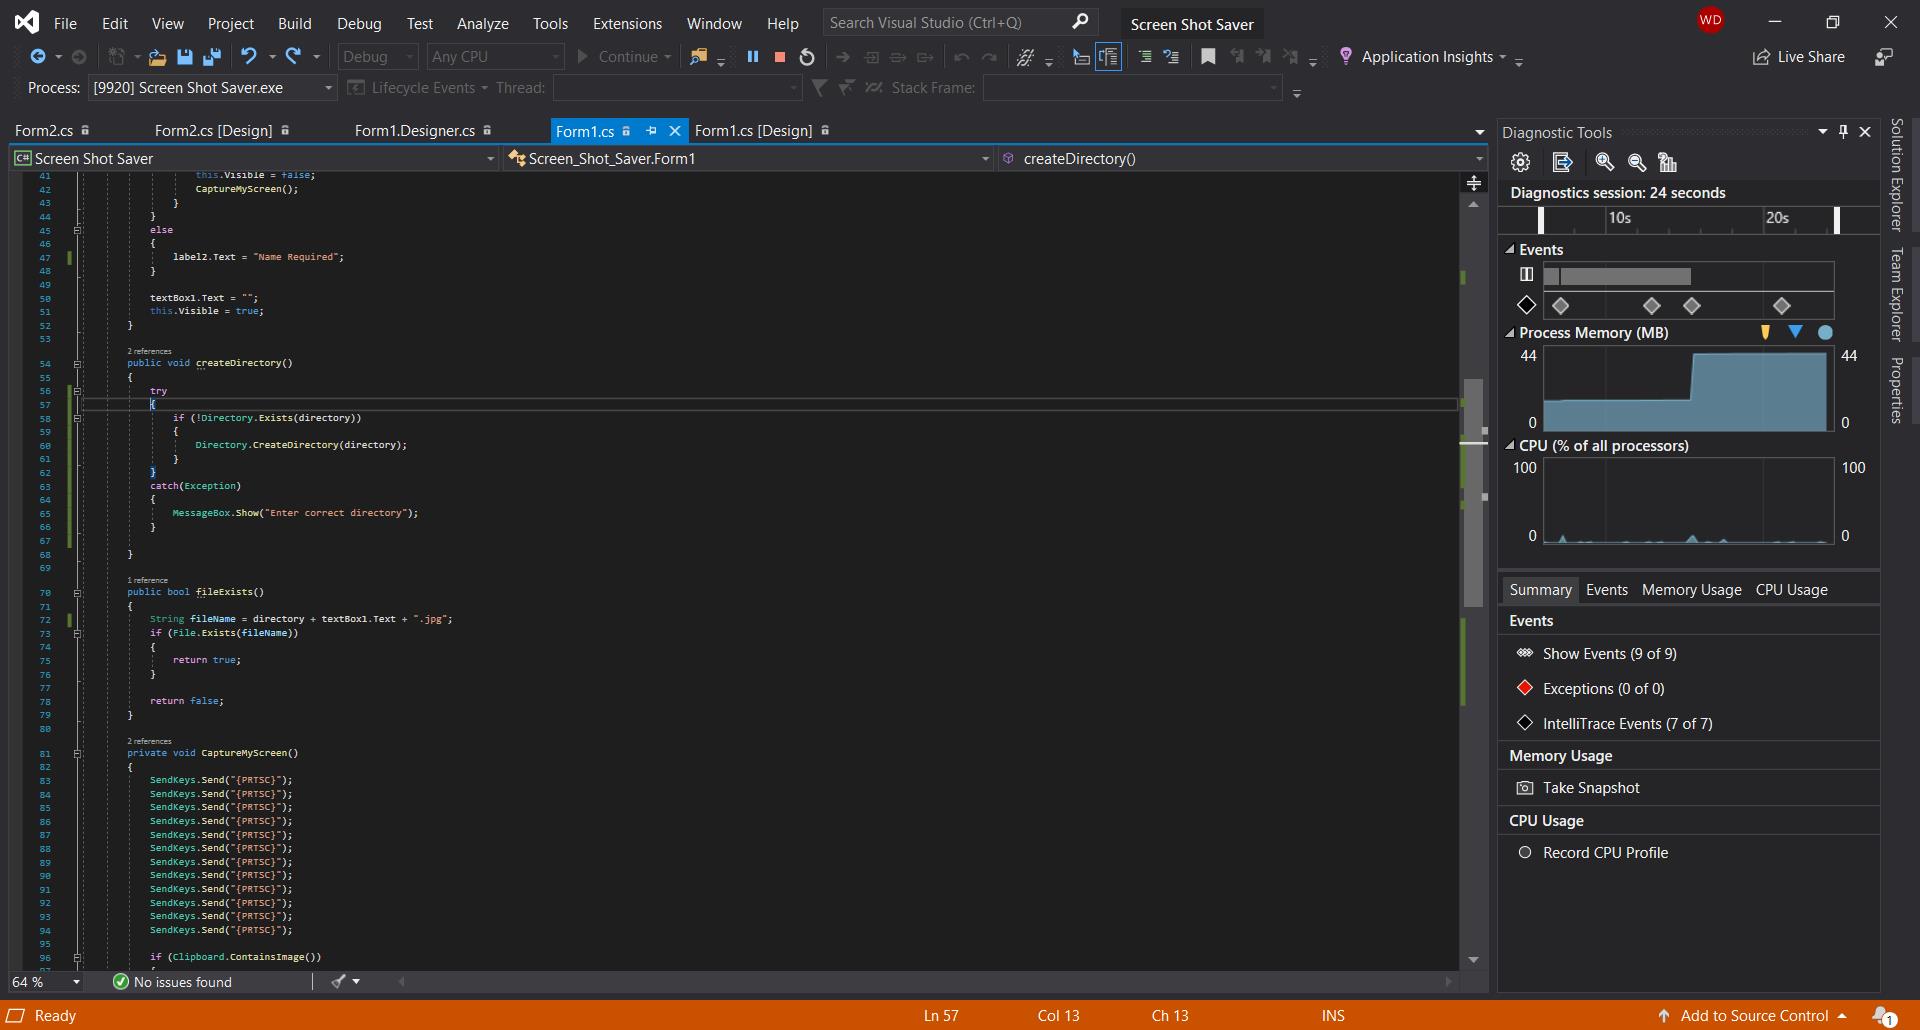 File Edit View Project Build Debug Test Analyze Tools Extensions Window Help Search Visual Studio (Ctrl+Q) Screen Shot Saver WD
Debug Any CPU Continue Application Insights Live Share
Process: [9920] Screen Shot Saver.exe Lifecycle Events Thread: Stack Frame:
Form2.cs Form2.cs [Design] Form1.Designer.cs Form1.cs Form1.cs [Design]
C# Screen Shot Saver Screen_Shot_Saver.Form1 createDirectory()
41 this.Visible = false;
42 CaptureMyScreen();
43 }
44 }
45 else
46 {
47 label2.Text = "Name Required";
48 }
49
50 textBox1.Text = "";
51 this.Visible = true;
52 }
53
2 references
54 public void createDirectory()
55 {
56 try
57 {
58 if (!Directory.Exists(directory))
59 {
60 Directory.CreateDirectory(directory);
61 }
62 }
63 catch(Exception)
64 {
65 MessageBox.Show("Enter correct directory");
66 }
67
68 }
69
1 reference
70 public bool fileExists()
71 {
72 String fileName = directory + textBox1.Text + ".jpg";
73 if (File.Exists(fileName))
74 {
75 return true;
76 }
77
78 return false;
79 }
80
2 references
81 private void CaptureMyScreen()
82 {
83 SendKeys.Send("{PRTSC}");
84 SendKeys.Send("{PRTSC}");
85 SendKeys.Send("{PRTSC}");
86 SendKeys.Send("{PRTSC}");
87 SendKeys.Send("{PRTSC}");
88 SendKeys.Send("{PRTSC}");
89 SendKeys.Send("{PRTSC}");
90 SendKeys.Send("{PRTSC}");
91 SendKeys.Send("{PRTSC}");
92 SendKeys.Send("{PRTSC}");
93 SendKeys.Send("{PRTSC}");
94 SendKeys.Send("{PRTSC}");
95
96 if (Clipboard.ContainsImage())
64 % No issues found
Diagnostic Tools
Diagnostics session: 24 seconds
10s 20s
Events
Process Memory (MB)
44 44
0 0
CPU (% of all processors)
100 100
0 0
Summary Events Memory Usage CPU Usage
Events
Show Events (9 of 9)
Exceptions (0 of 0)
IntelliTrace Events (7 of 7)
Memory Usage
Take Snapshot
CPU Usage
Record CPU Profile
Solution Explorer
Team Explorer
Properties
Ready Ln 57 Col 13 Ch 13 INS Add to Source Control 1